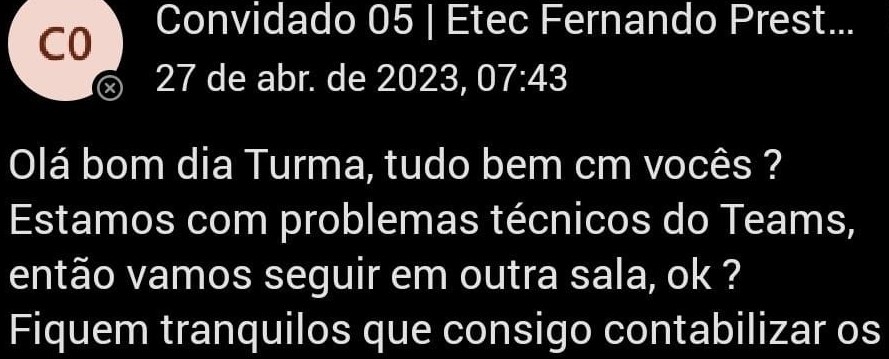 C0
Convidado 05 | Etec Fernando Prest...
27 de abr. de 2023, 07:43
Olá bom dia Turma, tudo bem cm vocês ?
Estamos com problemas técnicos do Teams,
então vamos seguir em outra sala, ok ?
Fiquem tranquilos que consigo contabilizar os